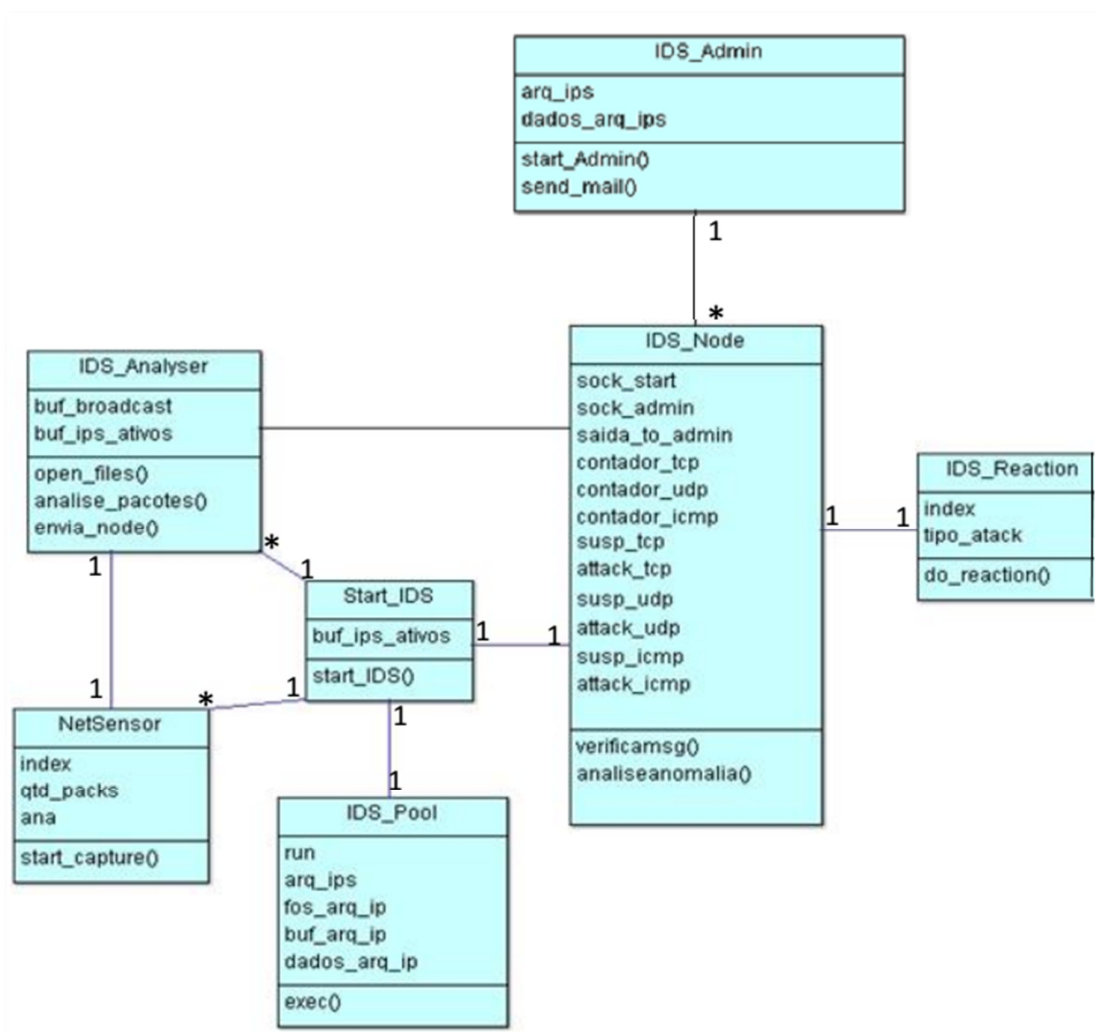 IDS_Admin
arq_ips
dados_arq_ips
start_Admin()
send_mail()
1
*
IDS_Analyser
buf_broadcast
buf_ips_ativos
open_files()
analise_pacotes()
envia_node()
1
*
1
IDS_Node
sock_start
sock_admin
saida_to_admin
contador_tcp
contador_udp
contador_icmp
susp_tcp
attack_tcp
susp_udp
attack_udp
susp_icmp
attack_icmp
verificamsg()
analiseanomalia()
1
1
IDS_Reaction
index
tipo_atack
do_reaction()
Start_IDS
buf_ips_ativos
start_IDS()
1
1
1
*
1
1
1
NetSensor
index
qtd_packs
ana
start_capture()
IDS_Pool
run
arq_ips
fos_arq_ip
buf_arq_ip
dados_arq_ip
exec()